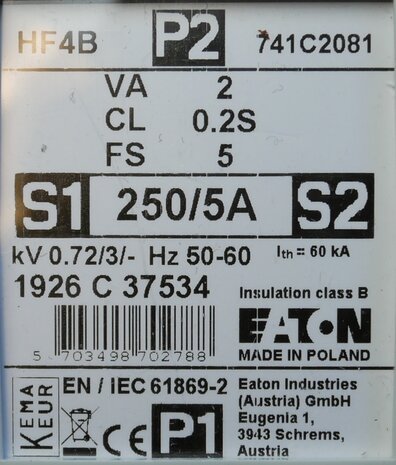 HF4B P2 741C2081
VA 2
CL 0.2S
FS 5
S1 250/5A S2
kV 0.72/3/- Hz 50-60 Ith = 60 kA
1926 C 37534 Insulation class B
EATON
5 703498 702788 MADE IN POLAND
KEMA KEUR EN / IEC 61869-2 CE P1
Eaton Industries
(Austria) GmbH
Eugenia 1,
3943 Schrems,
Austria